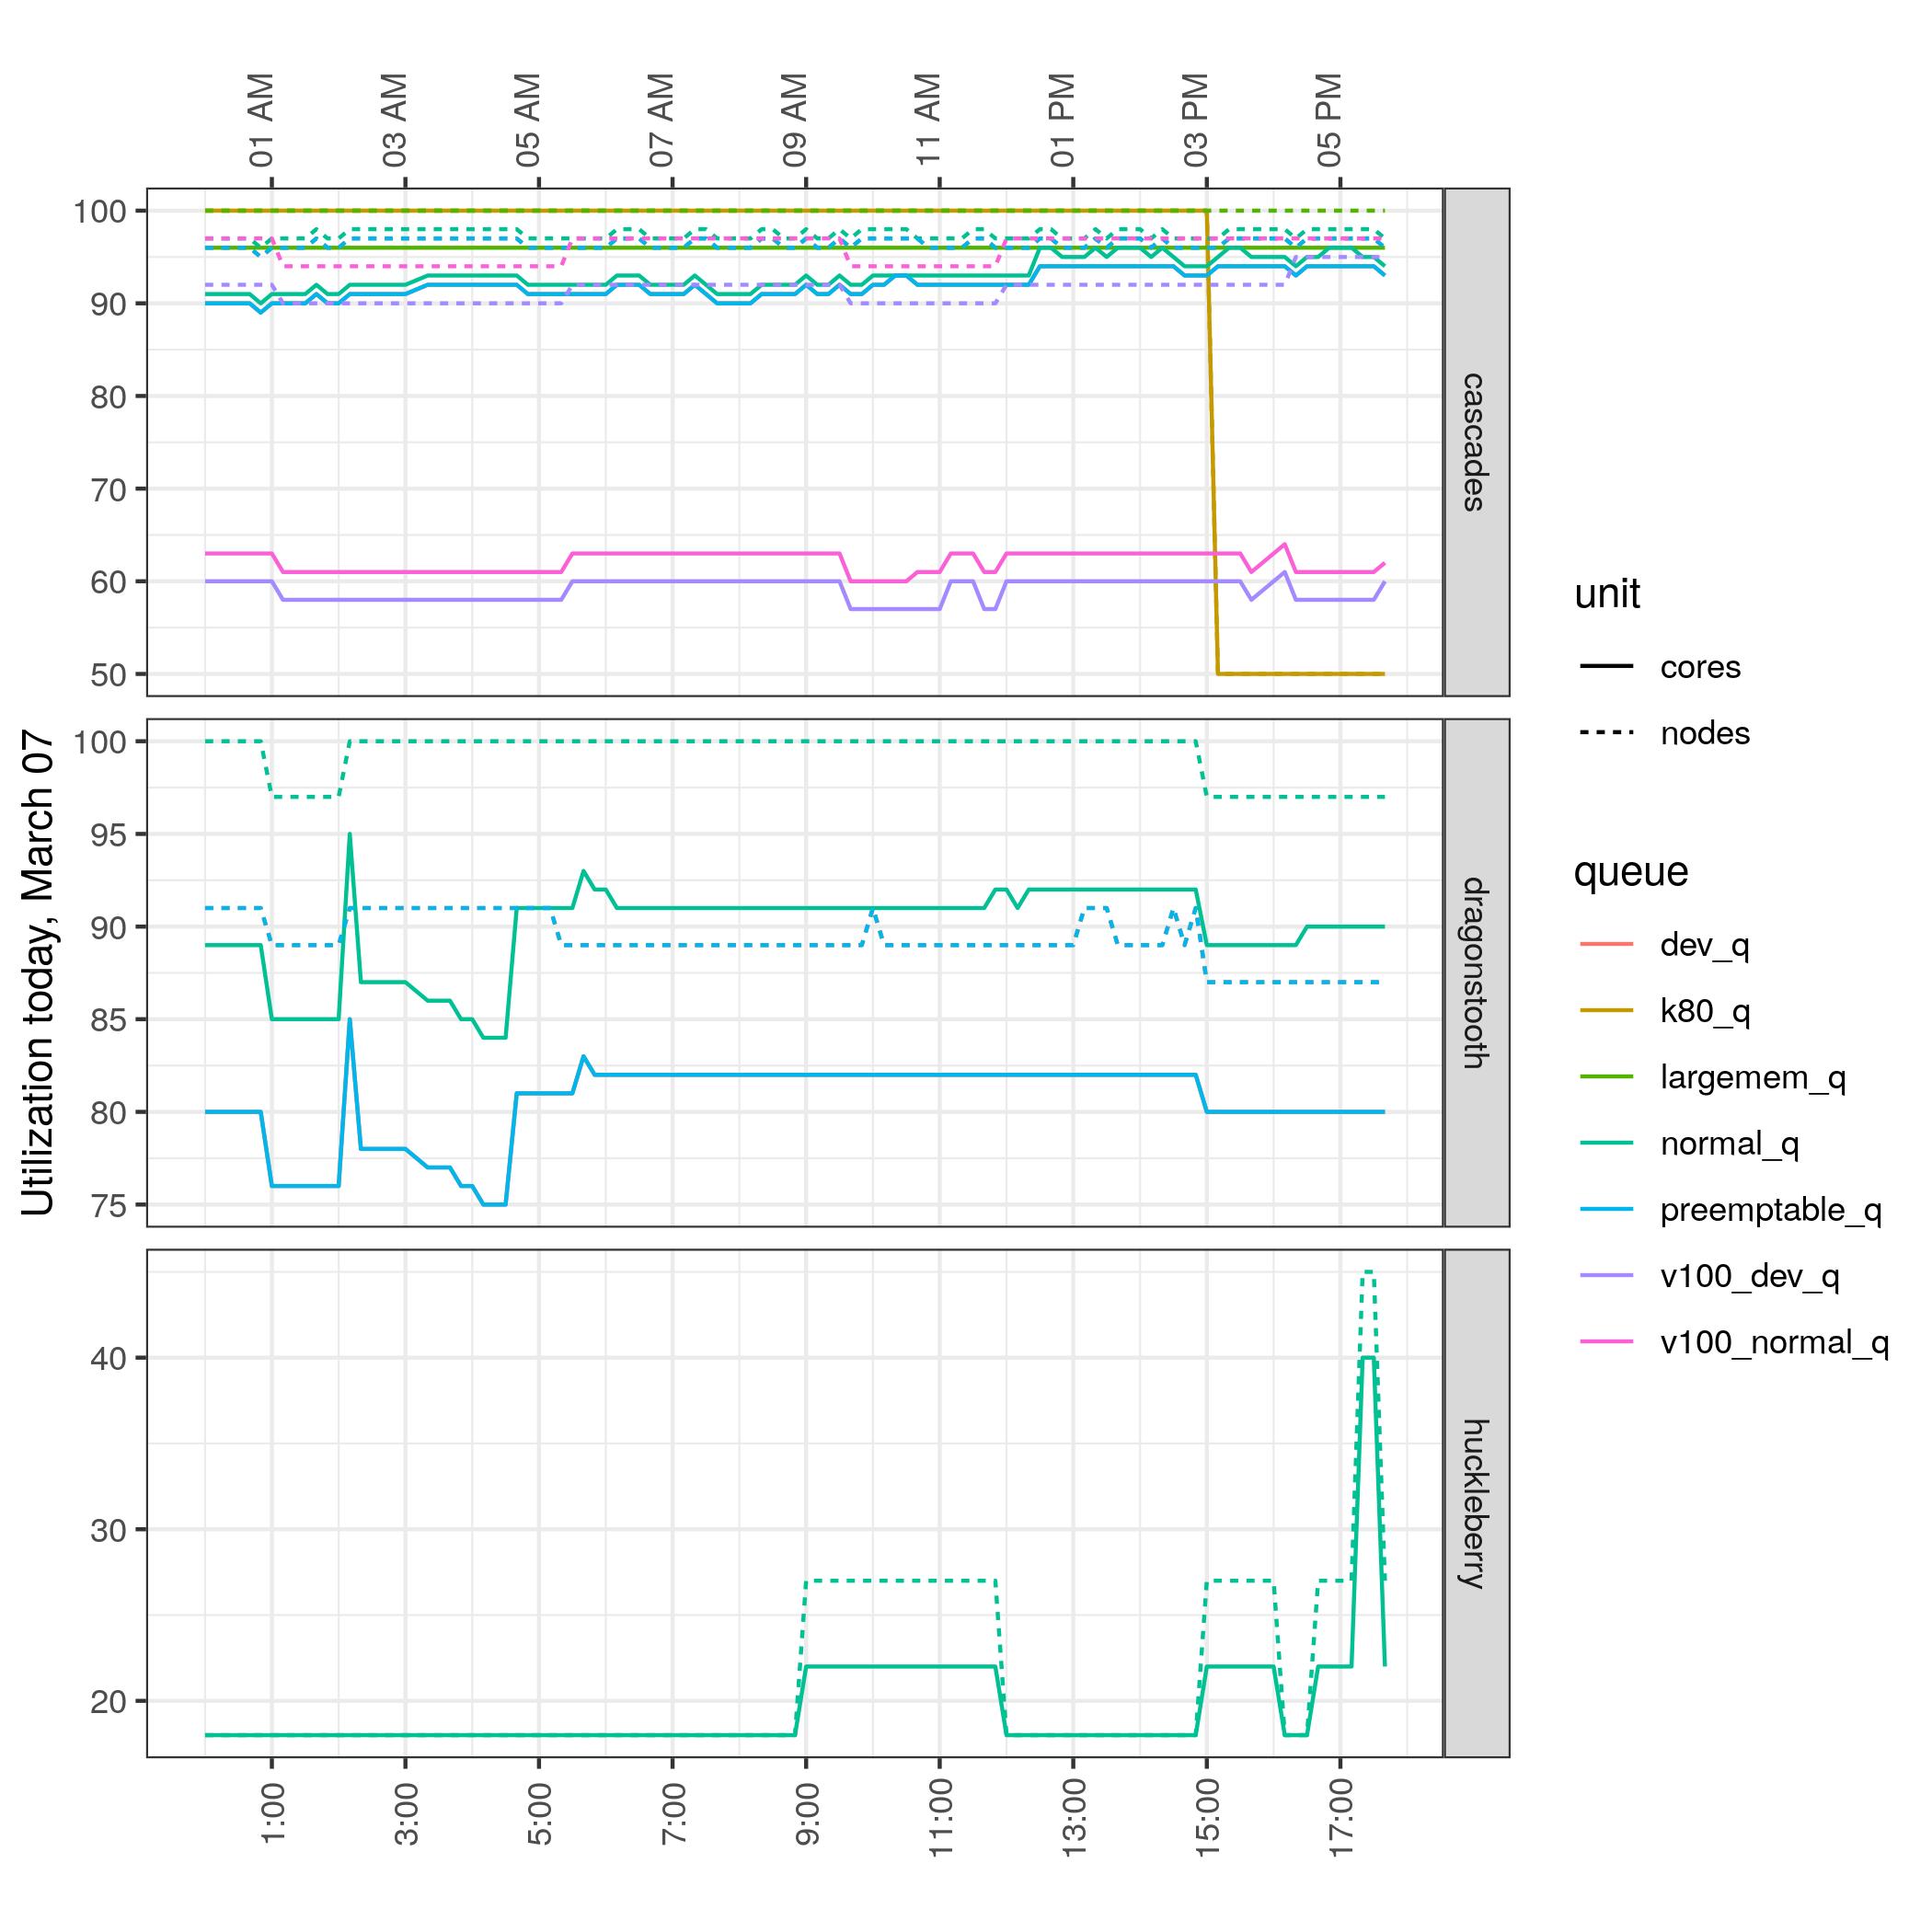 01 AM
03 AM
05 AM
07 AM
09 AM
11 AM
01 PM
03 PM
05 PM
Utilization today, March 07
100
90
80
70
60
50
cascades
100
95
90
85
80
75
dragonstooth
40
30
20
huckleberry
1:00
3:00
5:00
7:00
9:00
11:00
13:00
15:00
17:00
unit
cores
nodes
queue
dev_q
k80_q
largemem_q
normal_q
preemptable_q
v100_dev_q
v100_normal_q